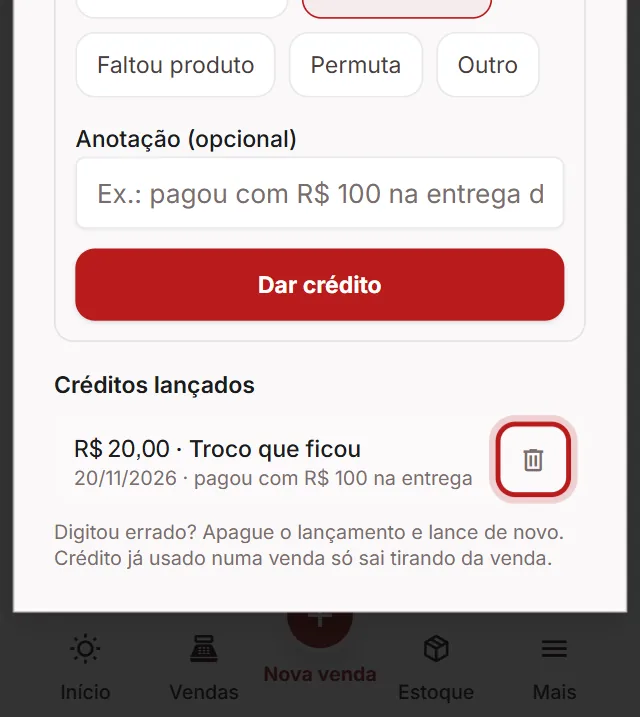 Faltou produto
Permuta
Outro
Anotação (opcional)
Ex.: pagou com R$ 100 na entrega d
Dar crédito
Créditos lançados
R$ 20,00 · Troco que ficou
20/11/2026 · pagou com R$ 100 na entrega
Digitou errado? Apague o lançamento e lance de novo.
Crédito já usado numa venda só sai tirando da venda.
Início
Vendas
Nova venda
Estoque
Mais